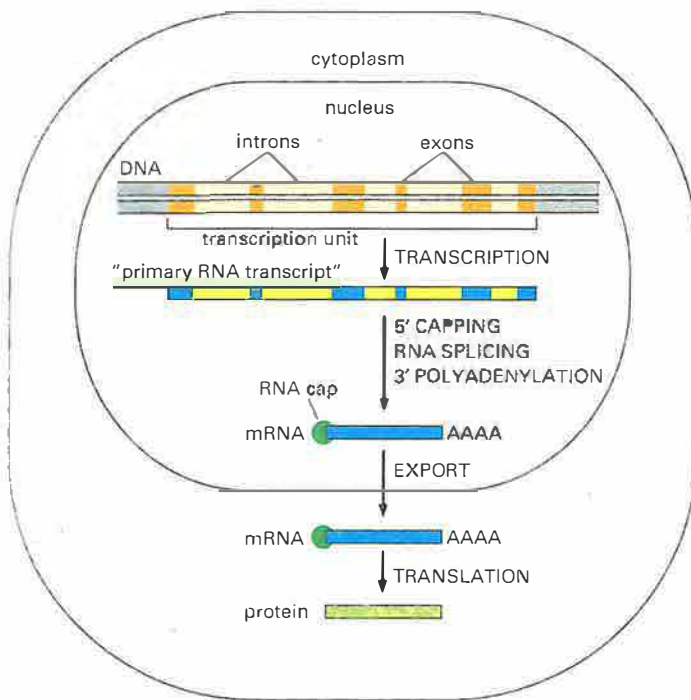 cytoplasm
nucleus
introns exons
DNA
transcription unit
TRANSCRIPTION
"primary RNA transcript"
5' CAPPING
RNA SPLICING
3' POLYADENYLATION
RNA cap
mRNA AAAA
EXPORT
mRNA AAAA
TRANSLATION
protein